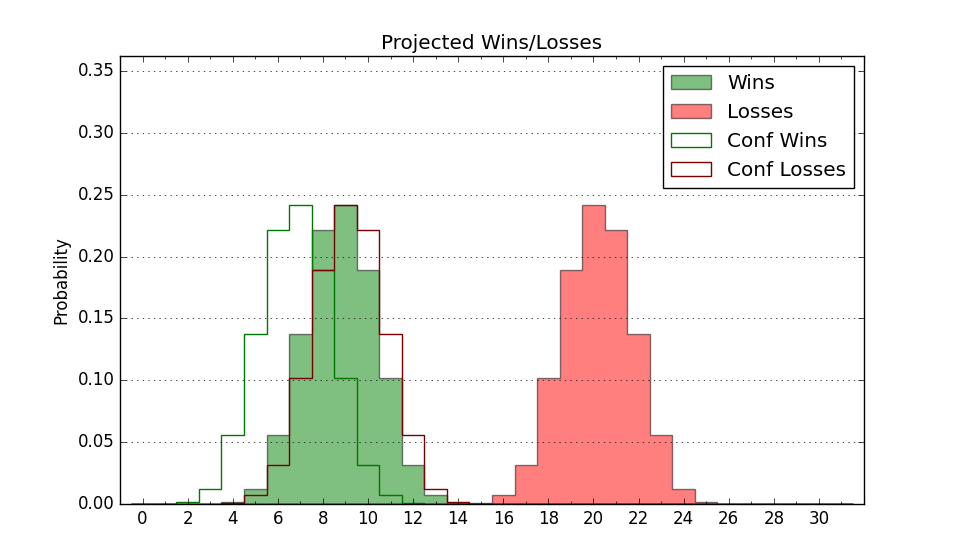 Projected Wins/Losses
0.35
0.30
0.25
0.20
0.15
0.10
0.05
0.00
Probability
Wins
Losses
Conf Wins
Conf Losses
0 2 4 6 8 10 12 14 16 18 20 22 24 26 28 30